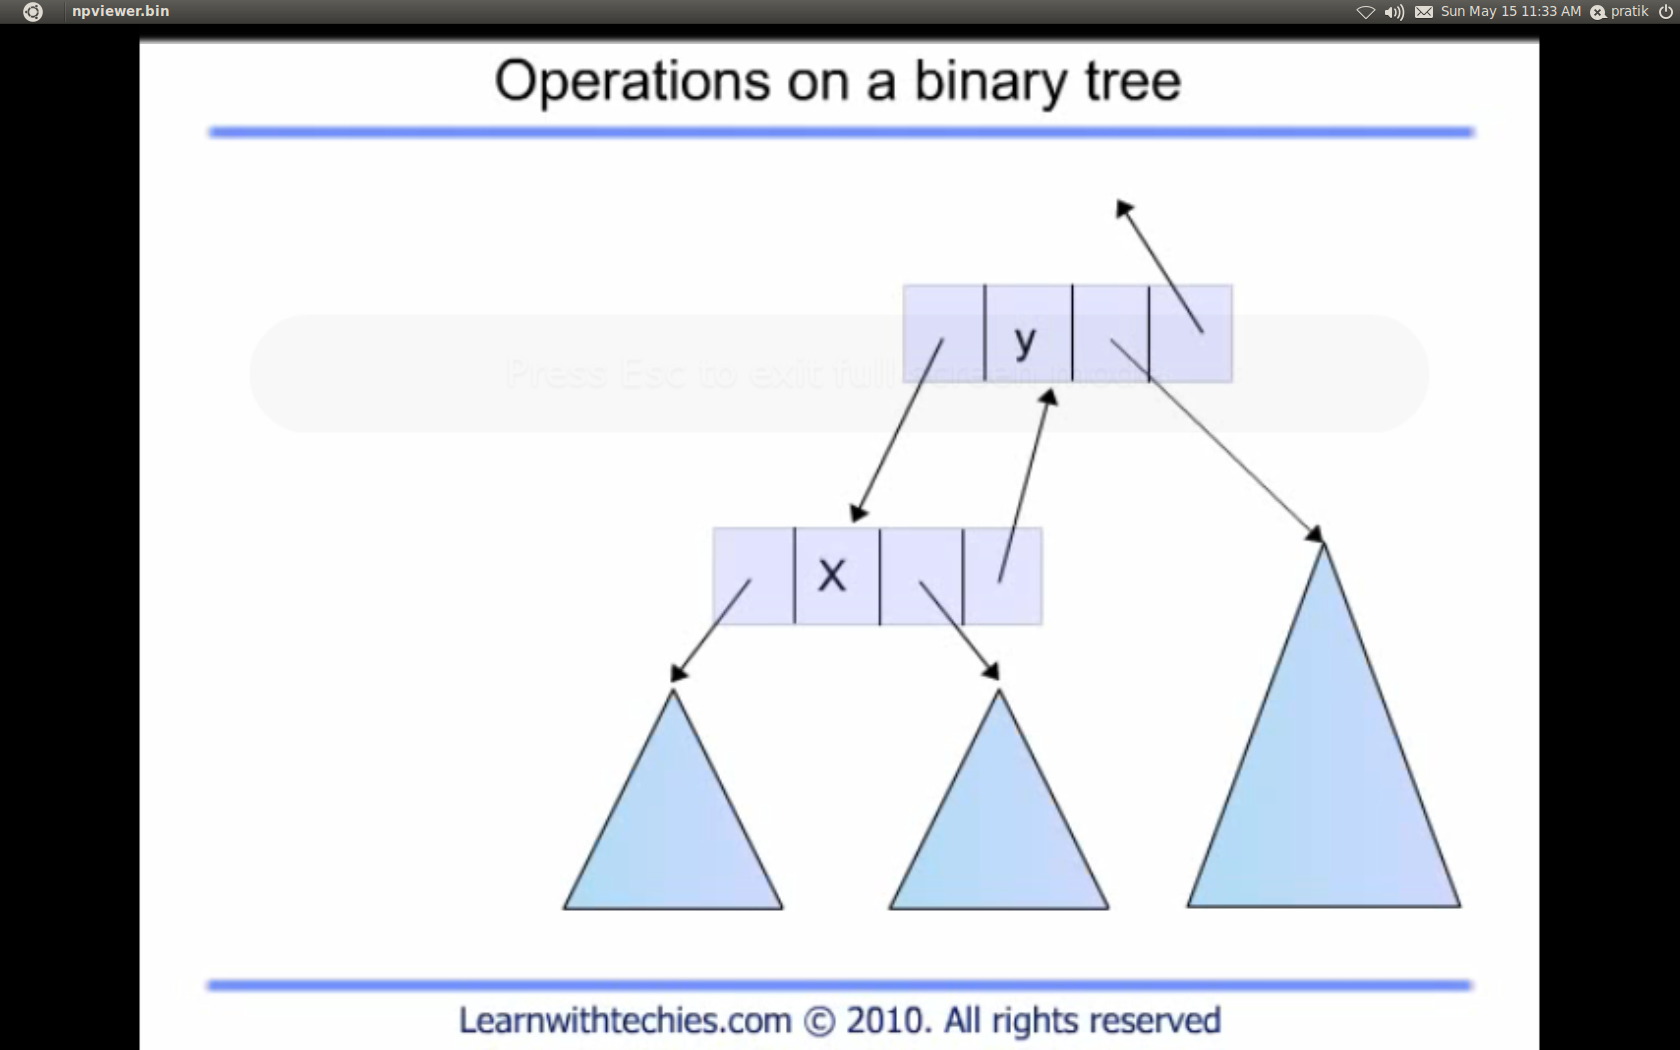 npviewer.bin
Sun May 15 11:33 AM
pratik
Operations on a binary tree
y
Press Esc to exit full screen mode
X
Learnwithtechies.com © 2010. All rights reserved